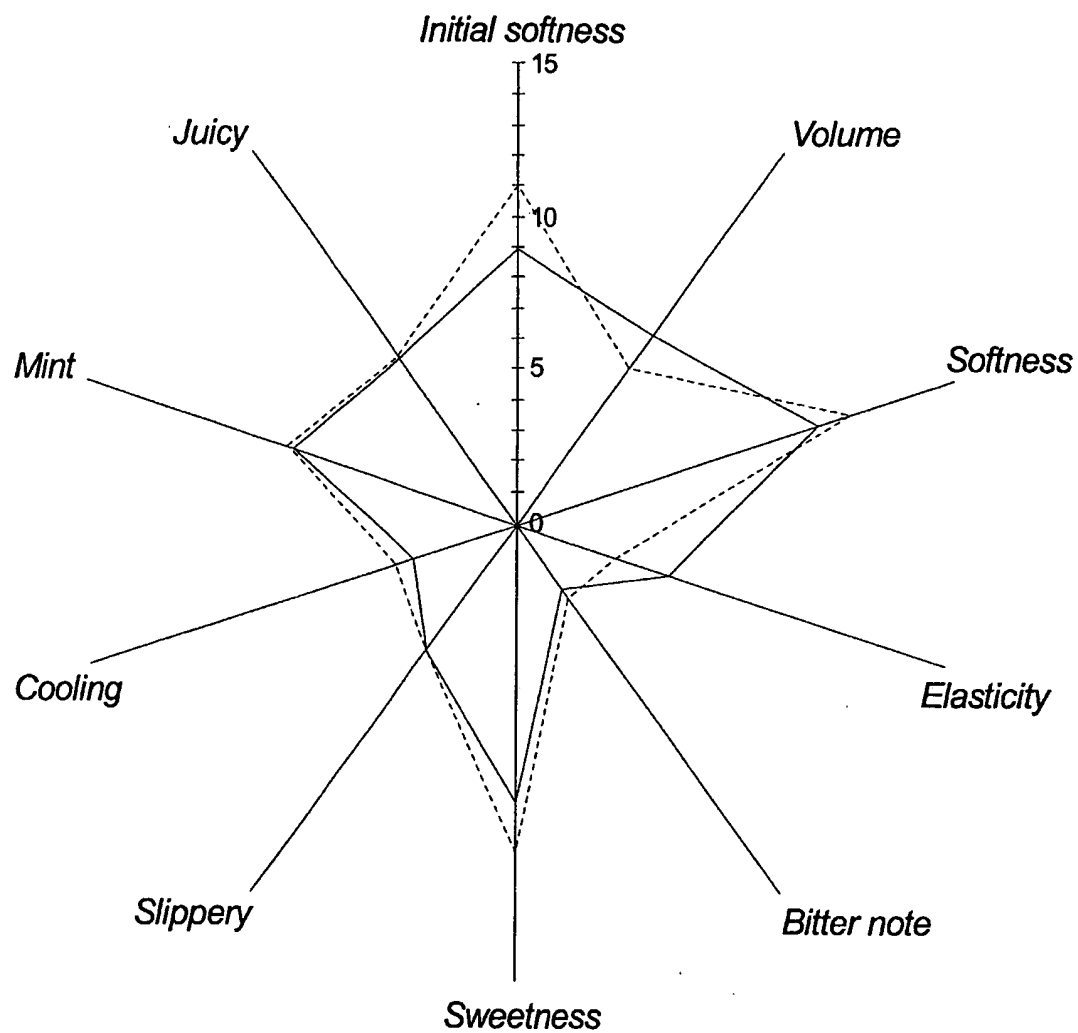 Initial softness
15
Juicy
Volume
10
Mint
5
Softness
0
Cooling
Elasticity
Slippery
Bitter note
Sweetness